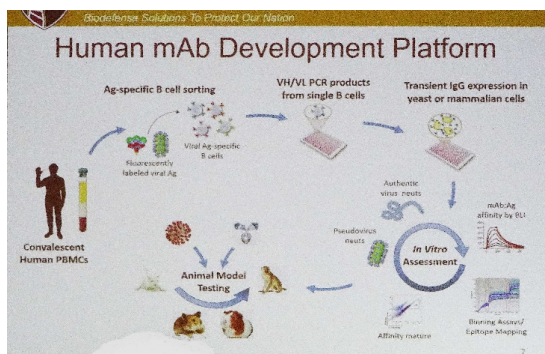 Biodefense Solutions To Protect Our Nation
Human mAb Development Platform
Ag-specific B cell sorting
VH/VL PCR products
from single B cells
Transient IgG expression in
yeast or mammalian cells
Fluorescently
labeled viral Ag
Viral Ag-specific
B cells
Convalescent
Human PBMCs
Authentic
virus neuts
mAb:Ag
affinity by BLI
Pseudovirus
neuts
In Vitro
Assessment
Animal Model
Testing
Affinity mature
Binning Assays/
Epitope Mapping
7